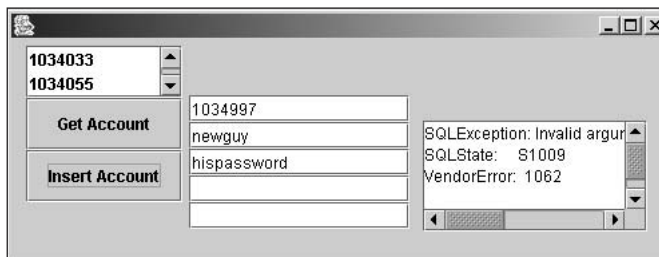 1034033
1034055
Get Account
Insert Account
1034997
newguy
hispassword
SQLException: Invalid argur
SQLState: S1009
VendorError: 1062